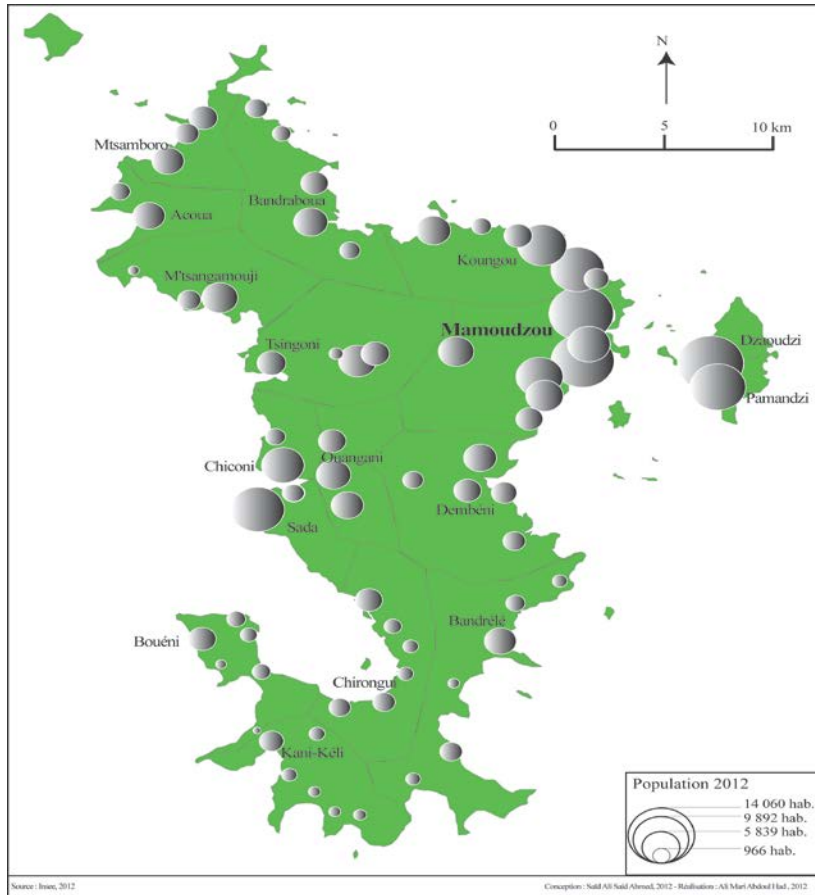 N
0 5 10 km
Mtsamboro
Acoua
Bandraboua
Koungou
M'tsangamouji
Mamoudzou
Dzaoudzi
Tsingoni
Pamandzi
Chiconi
Ouangani
Sada
Dembéni
Bouéni
Bandrélé
Chirongui
Kani-Kéli
Population 2012
14 060 hab.
9 892 hab.
5 839 hab.
966 hab.
Source : Insee, 2012
Conception : Saïd Ali Said Ahmed, 2012 - Réalisation : Ali Mari Abdoul Had , 2012